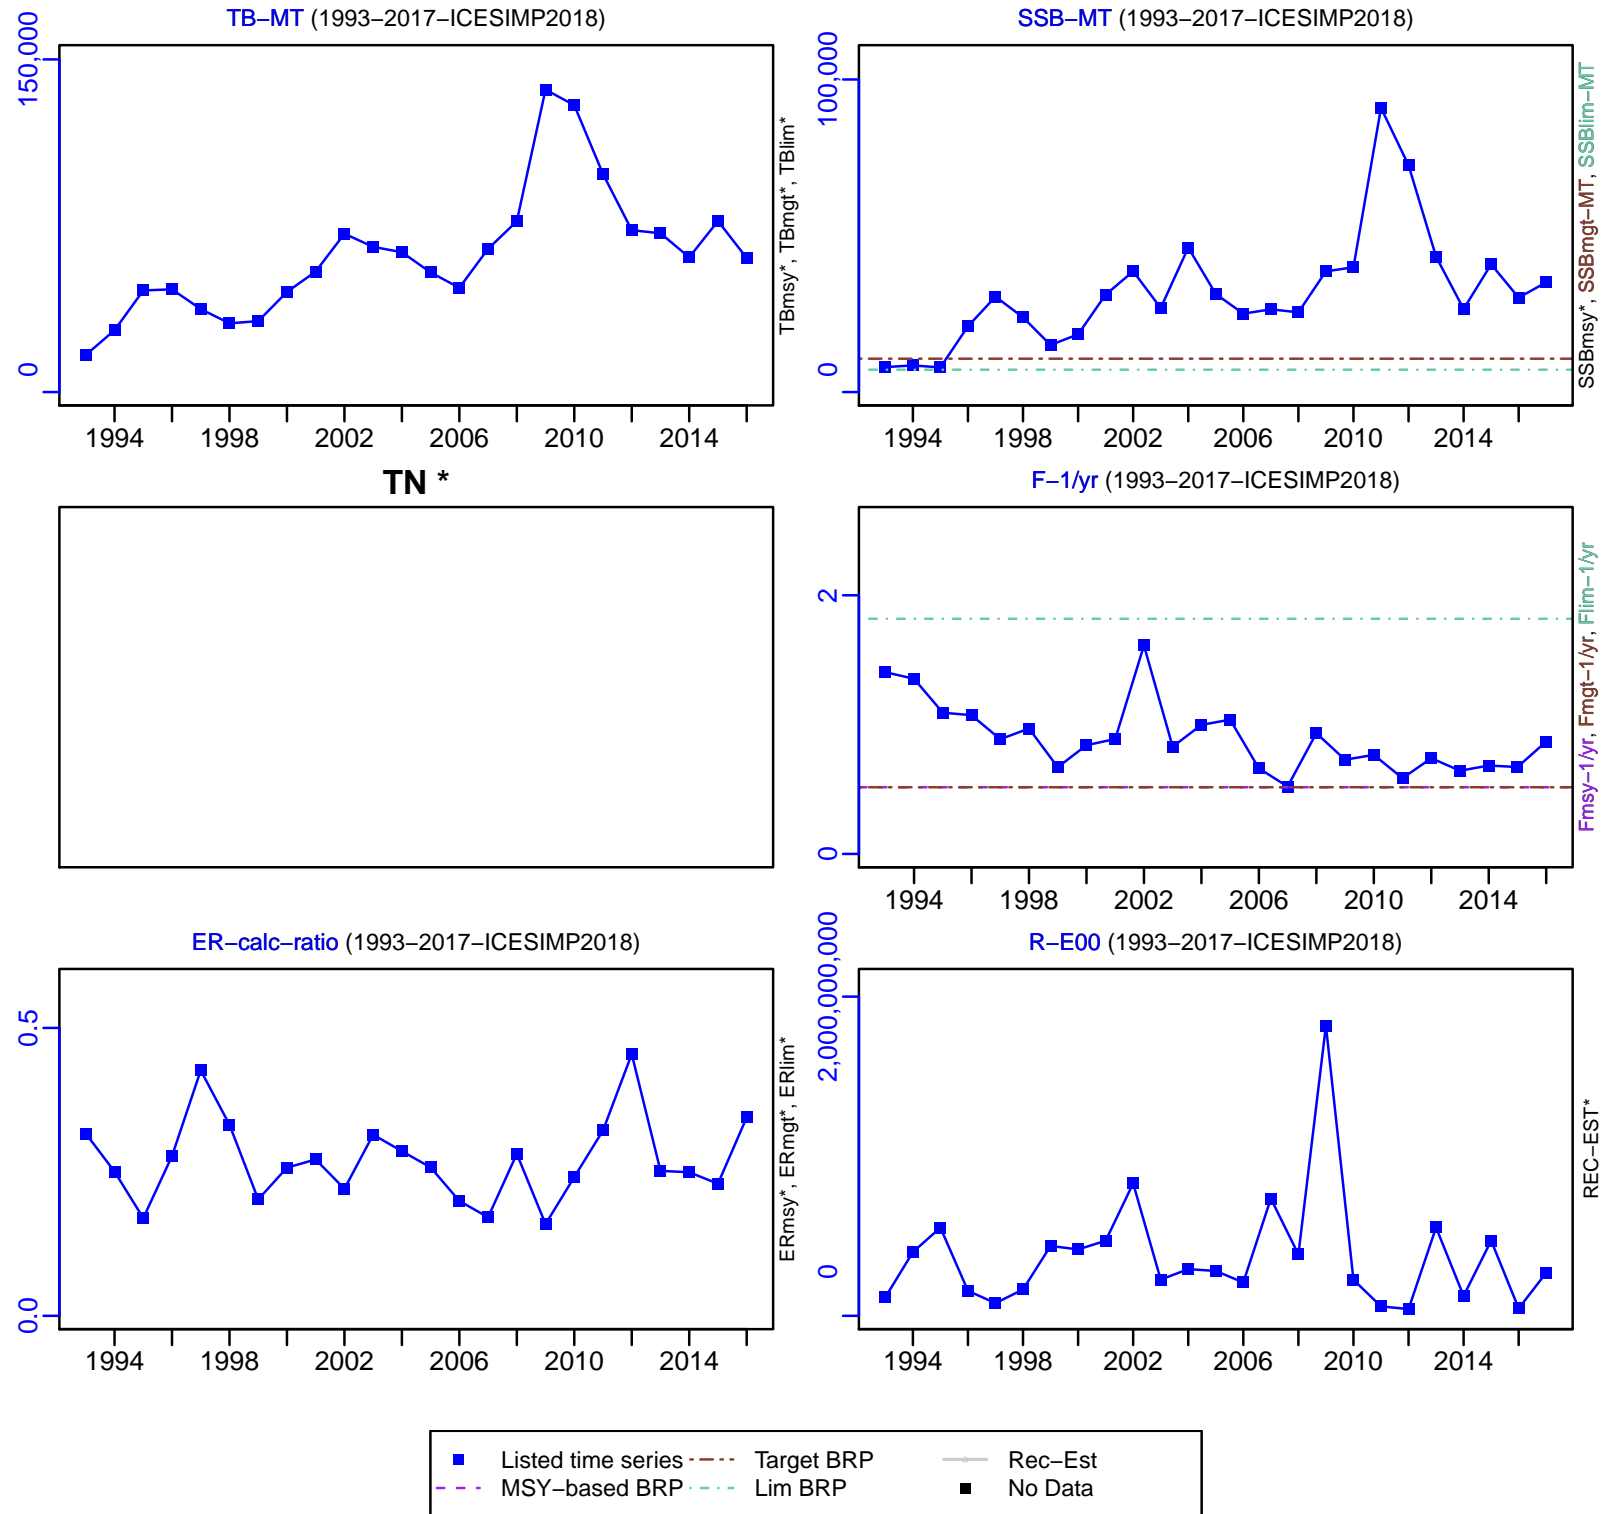 TB−MT (1993−2017−ICESIMP2018)
150,000
0
1994 1998 2002 2006 2010 2014
TBmsy*, TBmgt*, TBlim*
SSB−MT (1993−2017−ICESIMP2018)
100,000
0
1994 1998 2002 2006 2010 2014
SSBmsy*, SSBmgt−MT, SSBlim−MT
TN *
F−1/yr (1993−2017−ICESIMP2018)
2
0
1994 1998 2002 2006 2010 2014
Fmsy−1/yr, Fmgt−1/yr, Flim−1/yr
ER−calc−ratio (1993−2017−ICESIMP2018)
0.5
0.0
1994 1998 2002 2006 2010 2014
ERmsy*, ERmgt*, ERlim*
R−E00 (1993−2017−ICESIMP2018)
2,000,000,000
0
1994 1998 2002 2006 2010 2014
REC−EST*
Listed time series Target BRP Rec−Est
MSY−based BRP Lim BRP No Data